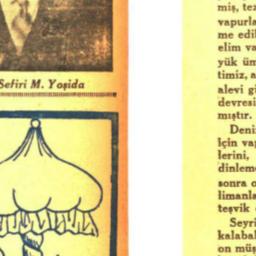 Sefiri M. Yoşida
miş, tez
vapurla
me edil
elim va
yük üm
timiz, a
alevi gi
devresi
mıştır.
Deniz
için vap
lerini,
dinleme
sonra o
limanla
teşvik
Seyri
kalabal
on müş